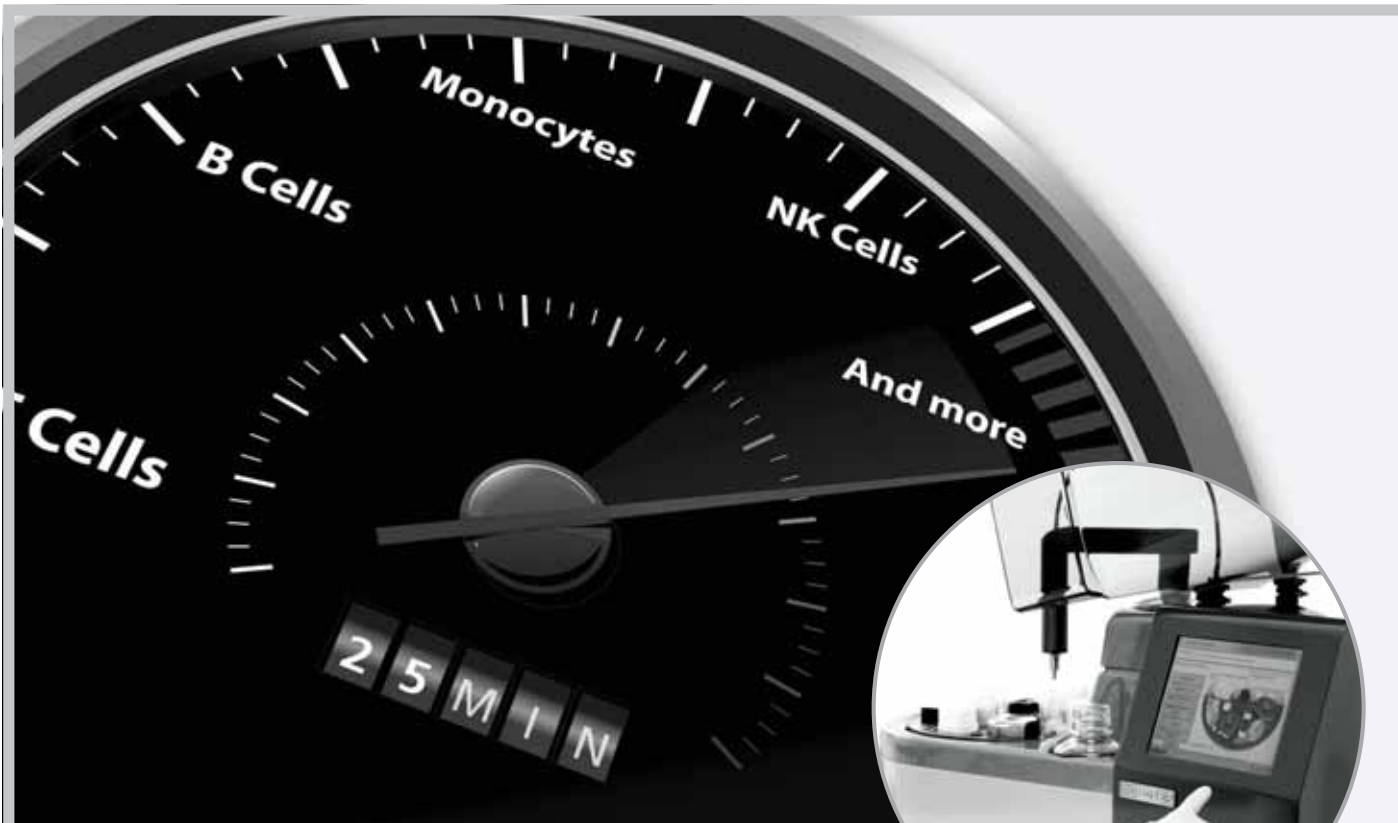 Monocytes
B Cells
NK Cells
And more
Cells
25MIN